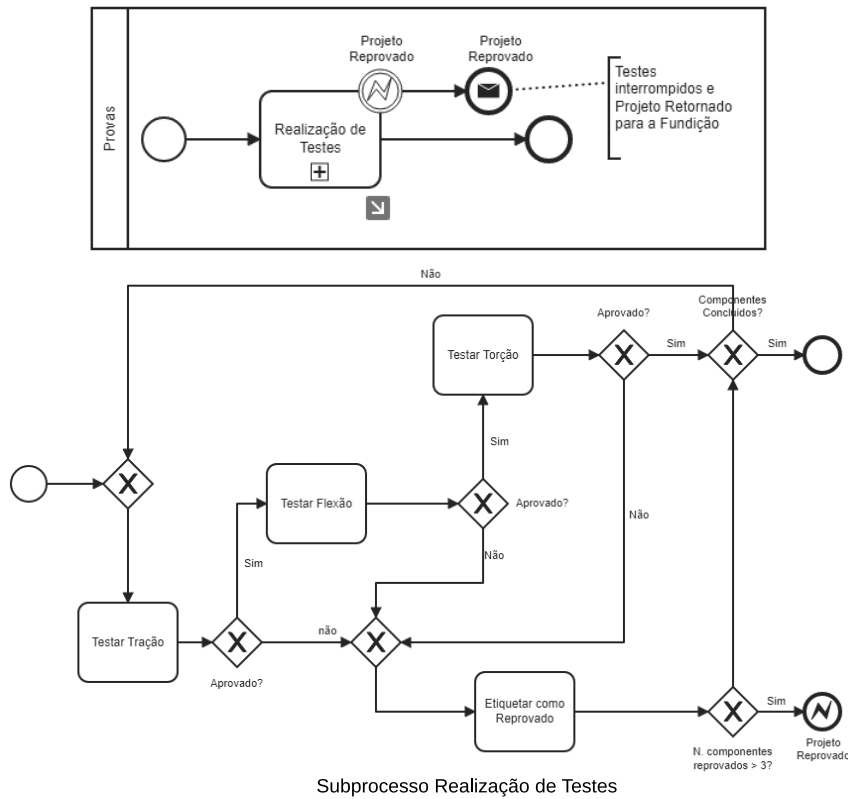 Provas
Projeto
Reprovado
Projeto
Reprovado
Realização de
Testes
Testes
interrompidos e
Projeto Retornado
para a Fundição
Não
Componentes
Concluidos?
Aprovado?
Testar Torção
Sim
Sim
Sim
Testar Flexão
Aprovado?
Não
Não
Sim
Testar Tração
não
Aprovado?
Etiquetar como
Reprovado
Sim
N. componentes
reprovados > 3?
Projeto
Reprovado
Subprocesso Realização de Testes